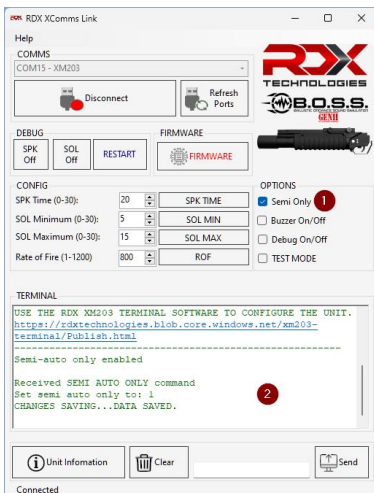 RDX XComms Link
Help
COMMS
COM15 - XM203
Disconnect
Refresh
Ports
RDX
TECHNOLOGIES
B.O.S.S.
GENII
DEBUG
SPK
Off
SOL
Off
RESTART
FIRMWARE
FIRMWARE
CONFIG
SPK Time (0-30):
20
SPK TIME
SOL Minimum (0-30):
5
SOL MIN
SOL Maximum (0-30):
15
SOL MAX
Rate of Fire (1-1200)
800
ROF
OPTIONS
Semi Only
1
Buzzer On/Off
Debug On/Off
TEST MODE
TERMINAL
USE THE RDX XM203 TERMINAL SOFTWARE TO CONFIGURE THE UNIT.
https://rdxtechnologies.blob.core.windows.net/xm203-
terminal/Publish.html
------------------------------------------------------
Semi-auto only enabled
Received SEMI AUTO ONLY command
Set semi auto only to: 1
CHANGES SAVING...DATA SAVED.
2
Unit Infomation
Clear
Send
Connected